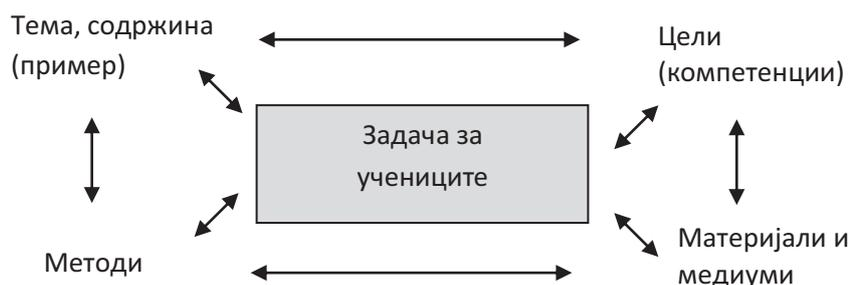 Тема, содржина
(пример)
Цели
(компетенции)
Задача за
учениците
Методи
Материјали и
медиуми